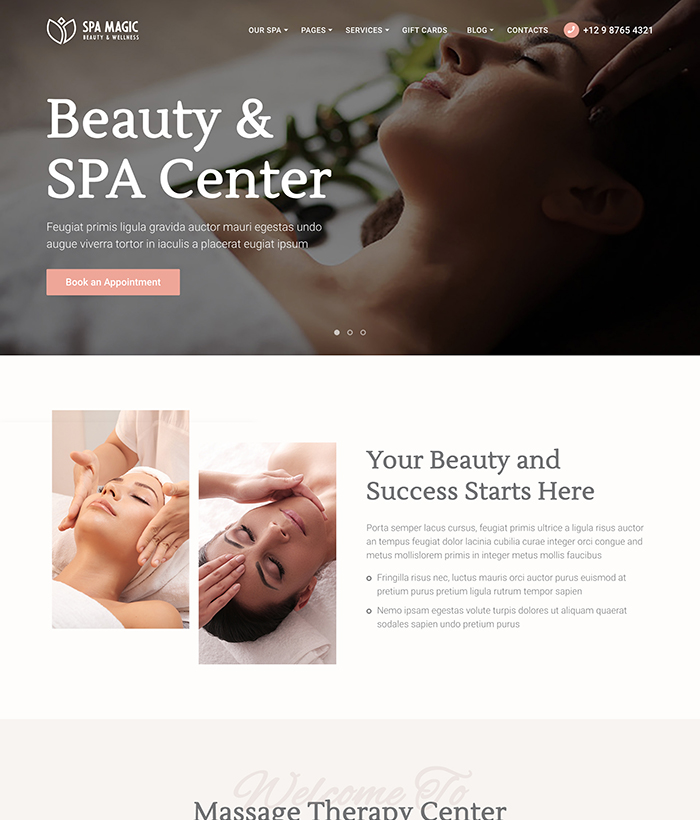 SPA MAGIC
BEAUTY & WELLNESS
OUR SPA PAGES SERVICES GIFT CARDS BLOG CONTACTS +12 9 8765 4321
Beauty &
SPA Center
Feugiat primis ligula gravida auctor mauri egestas undo
augue viverra tortor in iaculis a placerat eugiat ipsum
Book an Appointment
Your Beauty and
Success Starts Here
Porta semper lacus cursus, feugiat primis ultrice a ligula risus auctor
an tempus feugiat dolor lacinia cubilia curae integer orci congue and
metus mollislorem primis in integer metus mollis faucibus
Fringilla risus nec, luctus mauris orci auctor purus euismod at
pretium purus pretium ligula rutrum tempor sapien
Nemo ipsam egestas volute turpis dolores ut aliquam quaerat
sodales sapien undo pretium purus
Welcome To
Massage Therapy Center